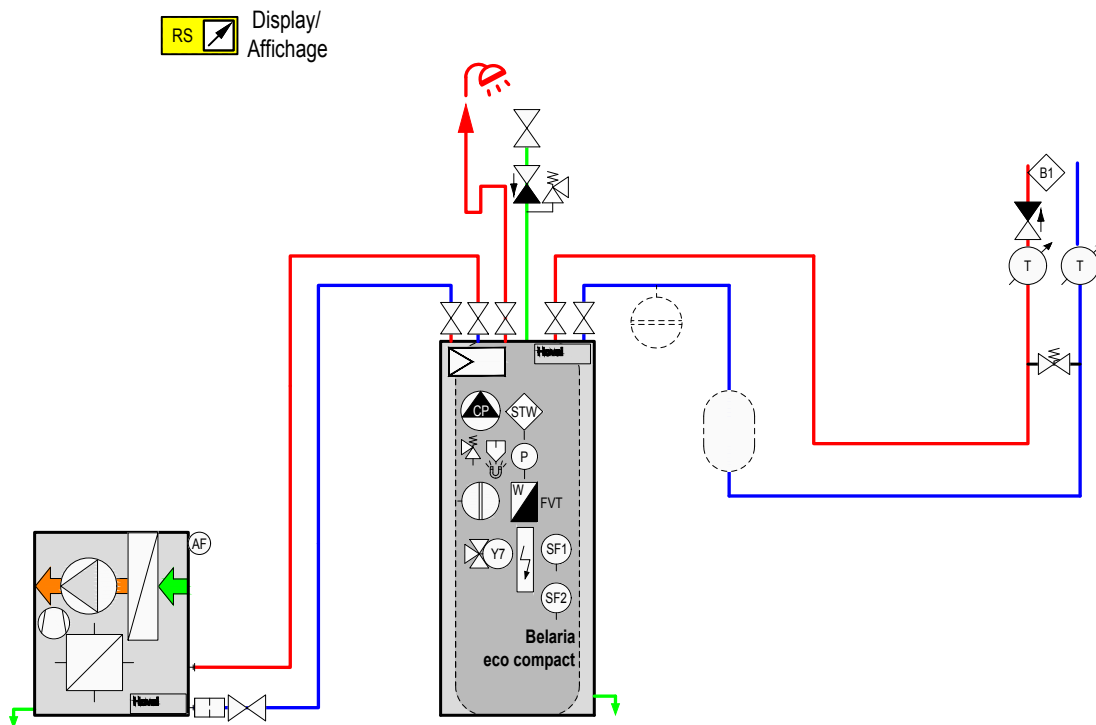 RS
Display/
Affichage
B1
T
T
CP
STW
P
W
FVT
Y7
SF1
SF2
Belaria
eco compact
AF